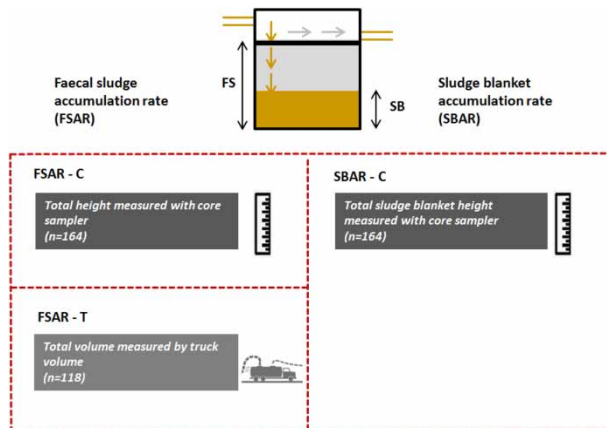 Faecal sludge
accumulation rate
(FSAR)
FS
SB
Sludge blanket
accumulation rate
(SBAR)
FSAR - C
Total height measured with core
sampler
(n=164)
SBAR - C
Total sludge blanket height
measured with core sampler
(n=164)
FSAR - T
Total volume measured by truck
volume
(n=118)